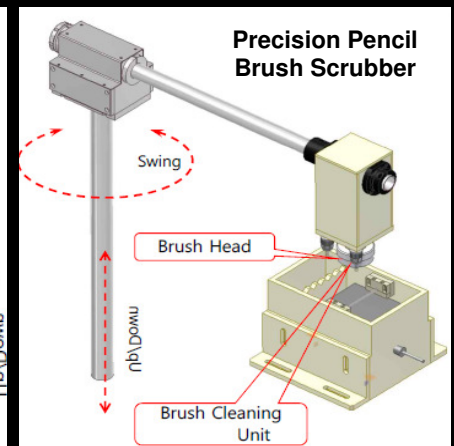 Precision Pencil
Brush Scrubber
Swing
Brush Head
Up/Down
Brush Cleaning
Unit